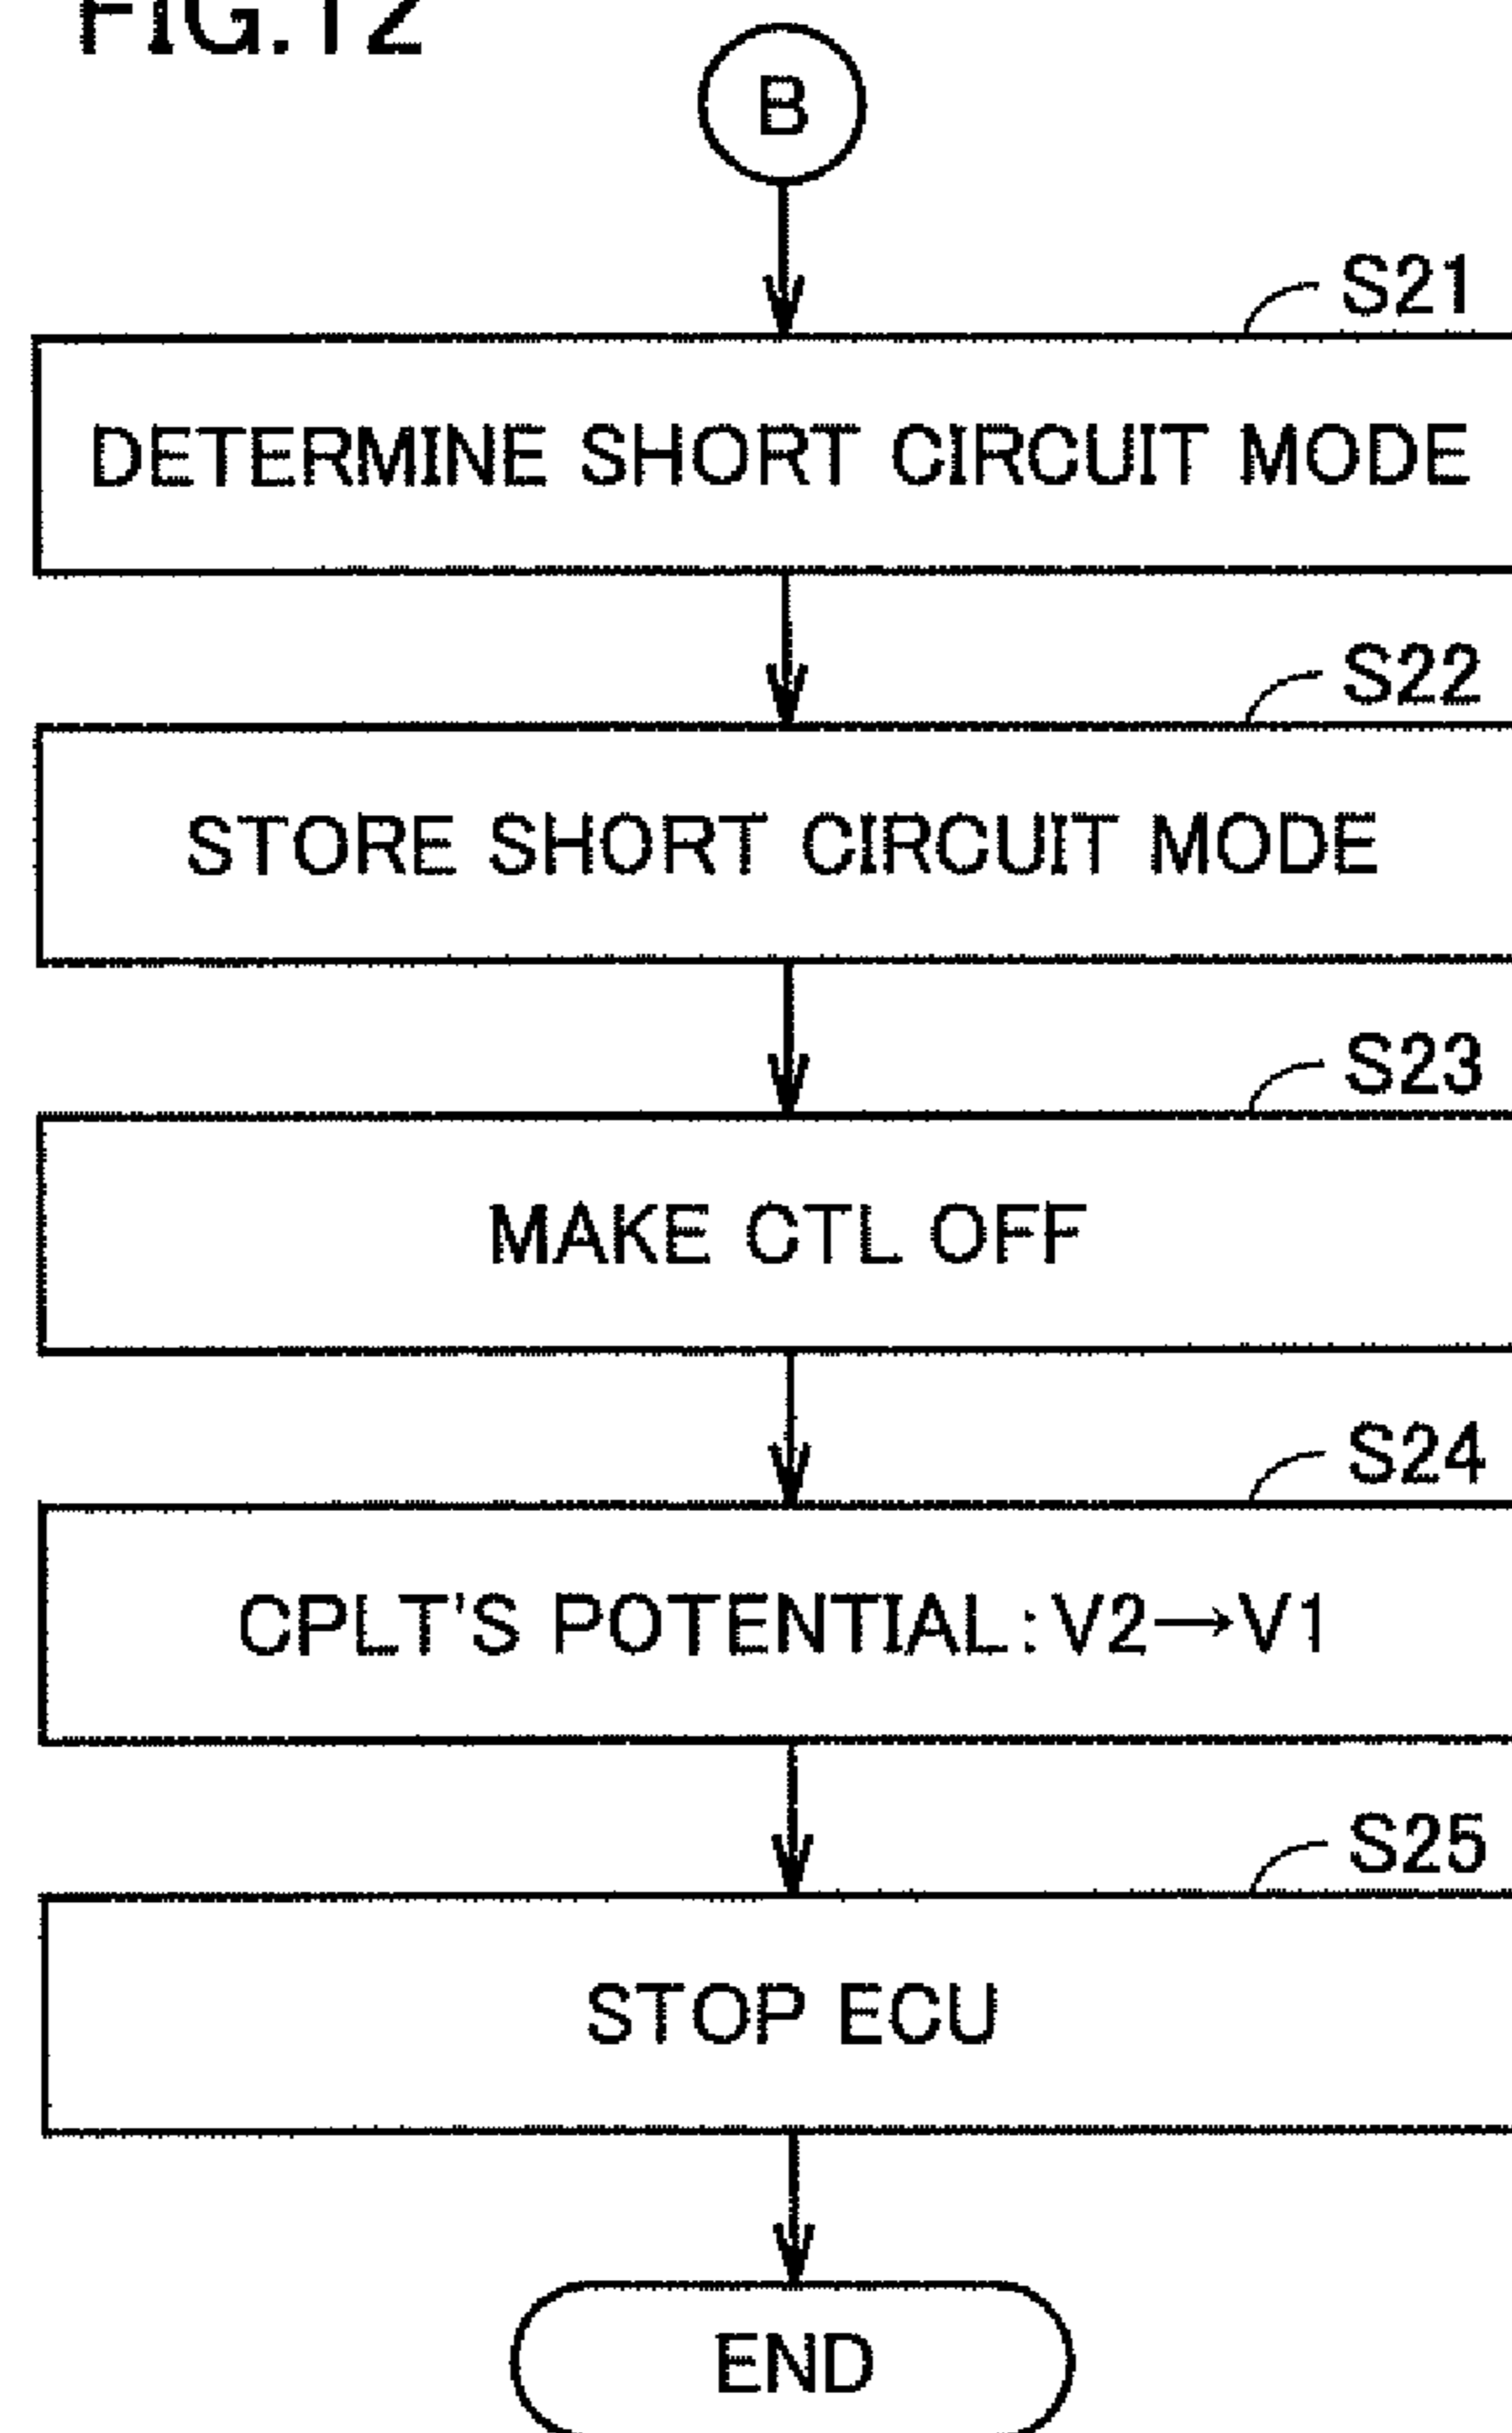 FIG.12
B
S21
DETERMINE SHORT CIRCUIT MODE
S22
STORE SHORT CIRCUIT MODE
S23
MAKE CTL OFF
S24
CPLT'S POTENTIAL:V2→V1
S25
STOP ECU
END